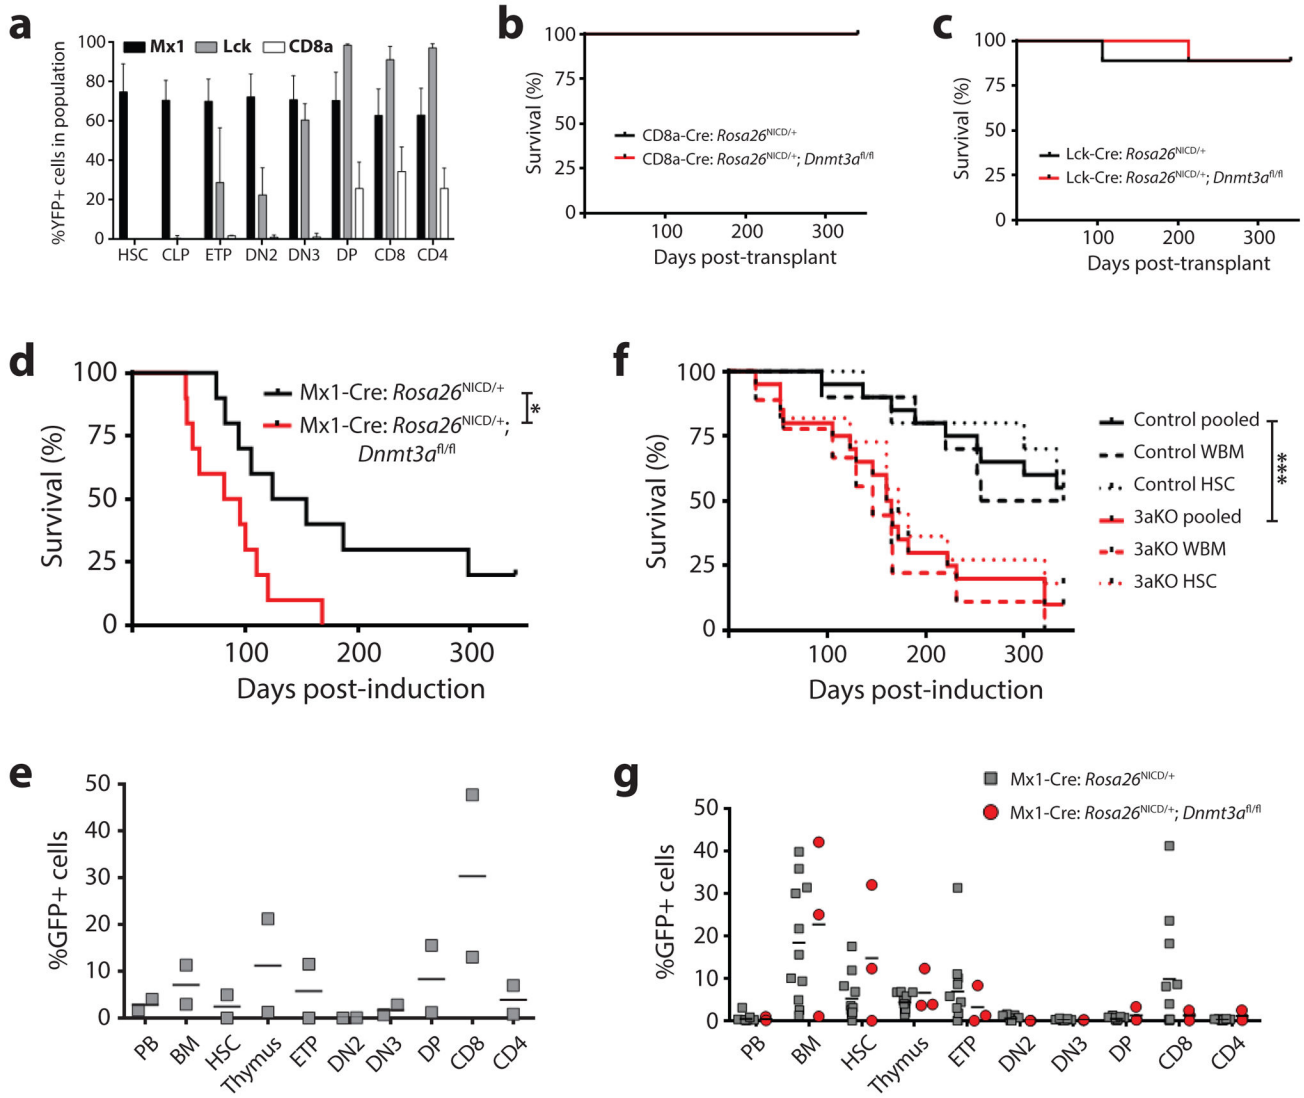 a
%YFP+ cells in population
100
80
60
40
20
0
Mx1 Lck CD8a
HSC CLP ETP DN2 DN3 DP CD8 CD4
b
Survival (%)
100
75
50
25
0
CD8a-Cre: Rosa26NICD/+
CD8a-Cre: Rosa26NICD/+; Dnmt3afl/fl
100 200 300
Days post-transplant
c
Survival (%)
100
75
50
25
0
Lck-Cre: Rosa26NICD/+
Lck-Cre: Rosa26NICD/+; Dnmt3afl/fl
100 200 300
Days post-transplant
d
Survival (%)
100
75
50
25
0
Mx1-Cre: Rosa26NICD/+
Mx1-Cre: Rosa26NICD/+;
Dnmt3afl/fl
*
100 200 300
Days post-induction
f
Survival (%)
100
75
50
25
0
Control pooled
Control WBM
Control HSC
3aKO pooled
3aKO WBM
3aKO HSC
***
100 200 300
Days post-induction
e
%GFP+ cells
50
40
30
20
10
0
PB BM HSC Thymus ETP DN2 DN3 DP CD8 CD4
g
Mx1-Cre: Rosa26NICD/+
Mx1-Cre: Rosa26NICD/+; Dnmt3afl/fl
%GFP+ cells
50
40
30
20
10
0
PB BM HSC Thymus ETP DN2 DN3 DP CD8 CD4